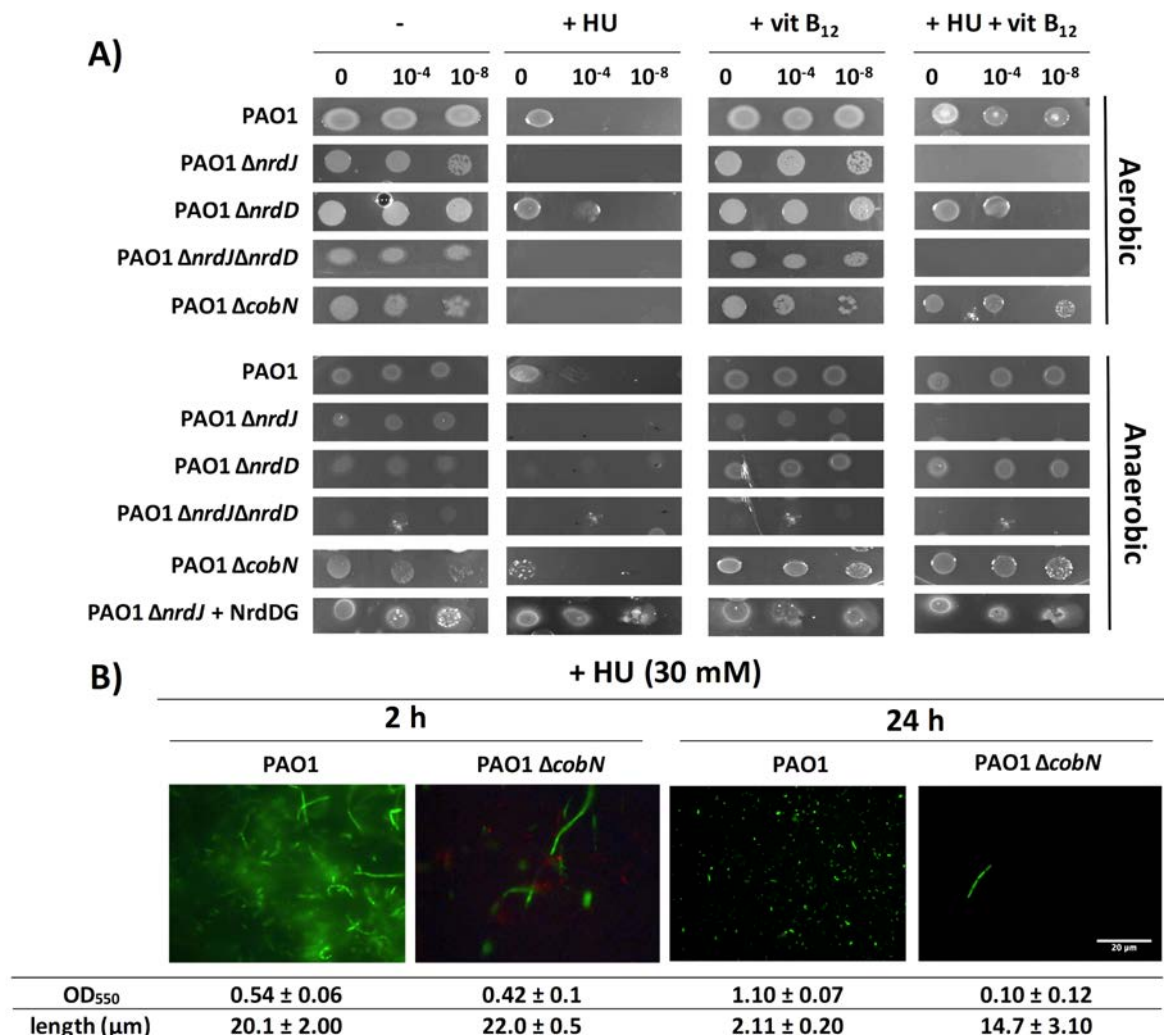 A)
- + HU + vit B12 + HU + vit B12
0 10-4 10-8 0 10-4 10-8 0 10-4 10-8 0 10-4 10-8
PAO1
PAO1 ΔnrdJ
PAO1 ΔnrdD
PAO1 ΔnrdJΔnrdD
PAO1 ΔcobN
Aerobic
PAO1
PAO1 ΔnrdJ
PAO1 ΔnrdD
PAO1 ΔnrdJΔnrdD
PAO1 ΔcobN
PAO1 ΔnrdJ + NrdDG
Anaerobic
B)
+ HU (30 mM)
2 h 24 h
PAO1 PAO1 ΔcobN PAO1 PAO1 ΔcobN
20 µm
OD550 0.54 ± 0.06 0.42 ± 0.1 1.10 ± 0.07 0.10 ± 0.12
length (µm) 20.1 ± 2.00 22.0 ± 0.5 2.11 ± 0.20 14.7 ± 3.10